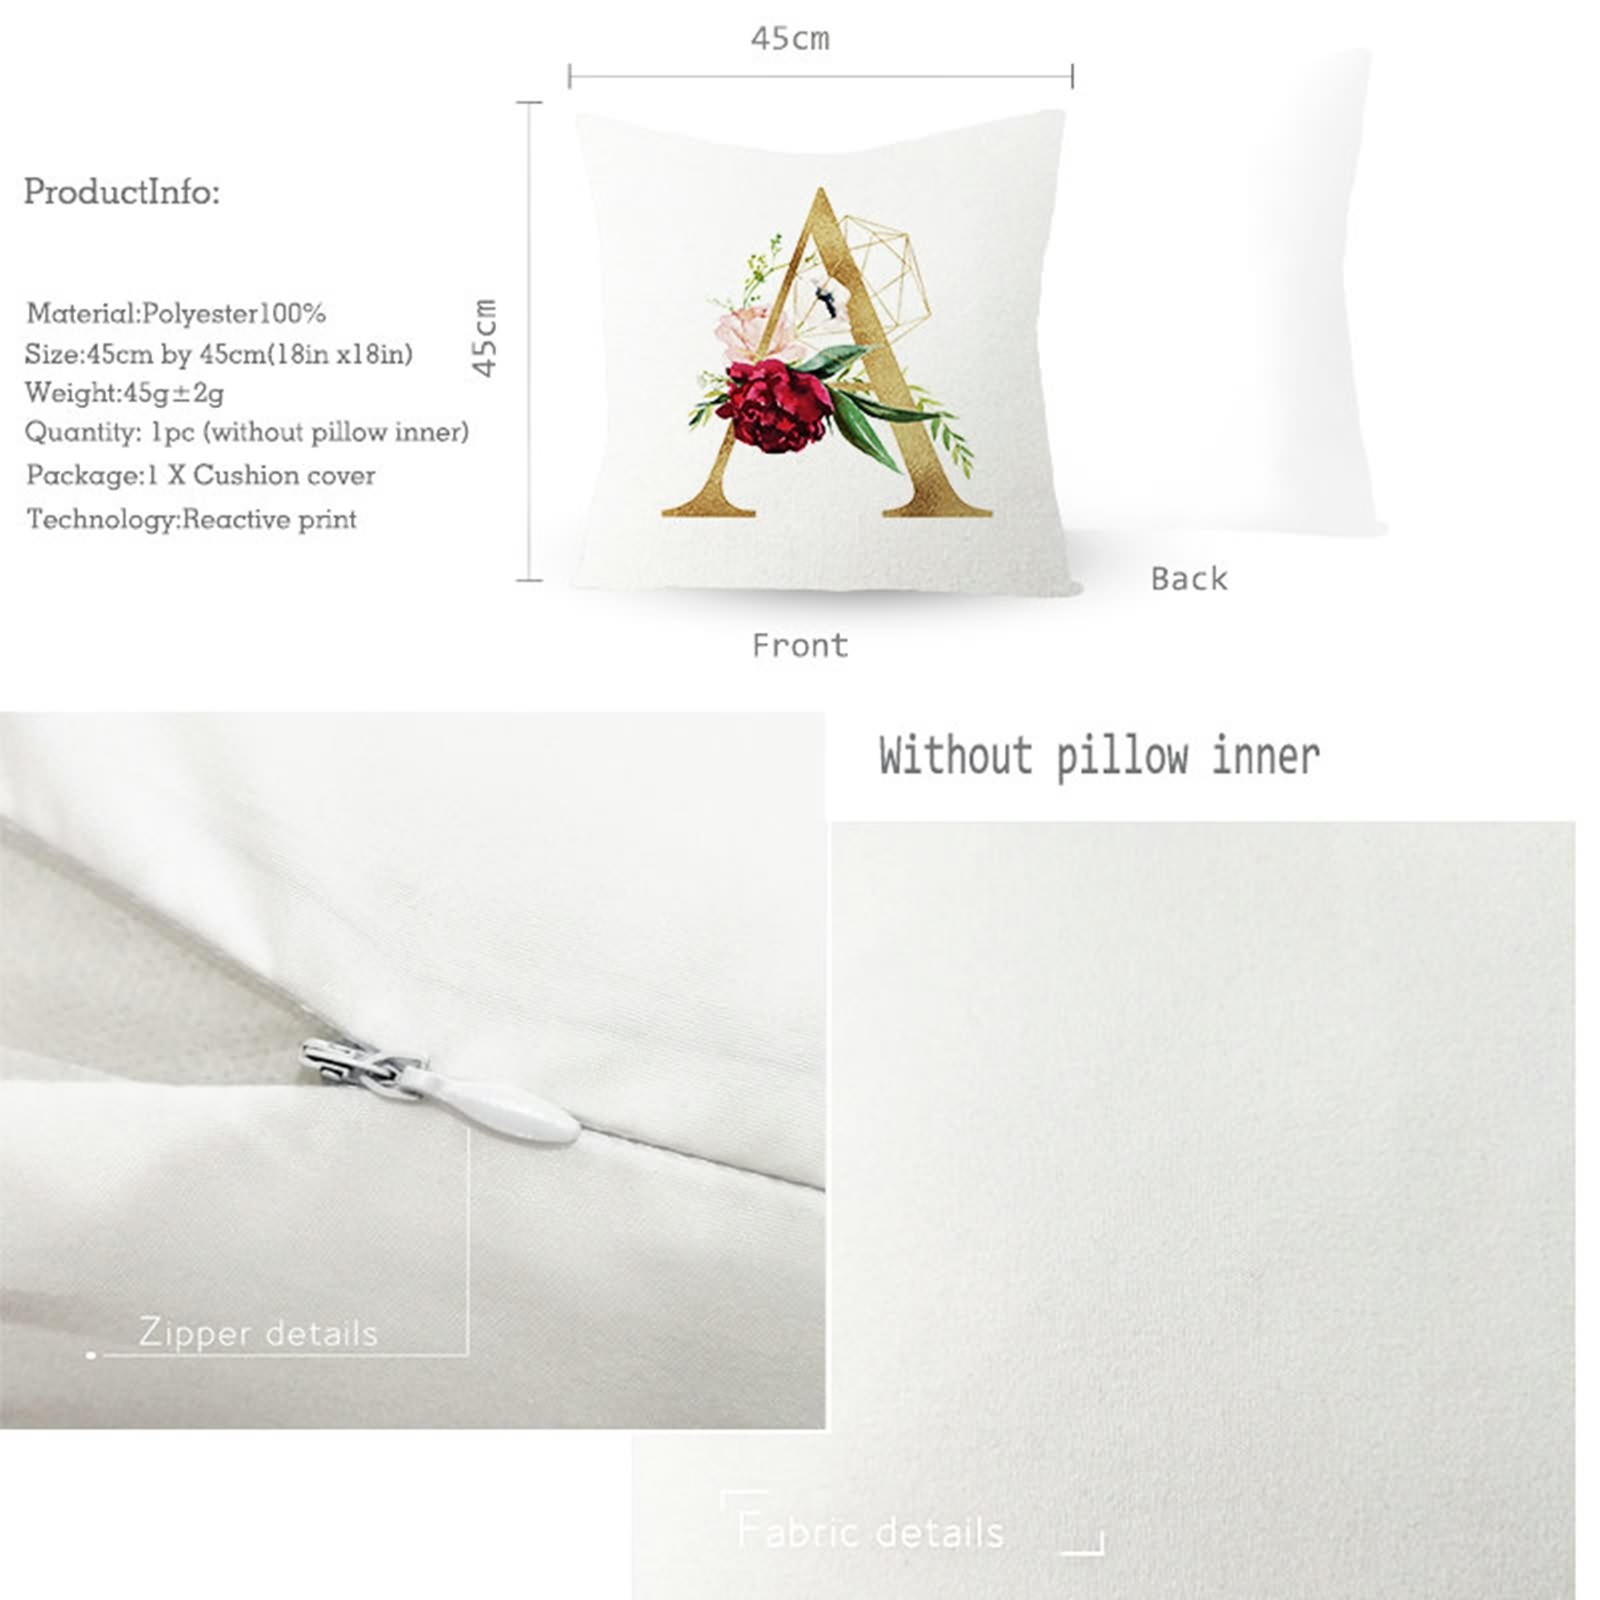 45cm
45cm
ProductInfo:
Material:Polyester100%
Size:45cm by 45cm(18in x18in)
Weight:45g±2g
Quantity: 1pc (without pillow inner)
Package:1 X Cushion cover
Technology:Reactive print
A
Back
Front
Without pillow inner
Zipper details
Fabric details